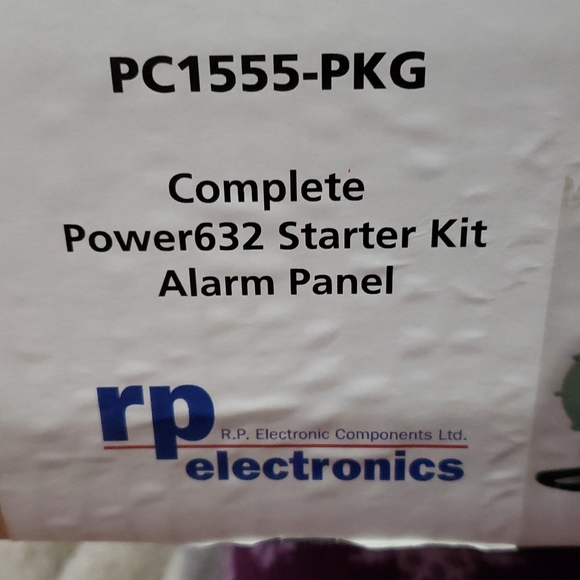 PC1555-PKG
Complete
Power632 Starter Kit
Alarm Panel
rp
R.P. Electronic Components Ltd.
electronics